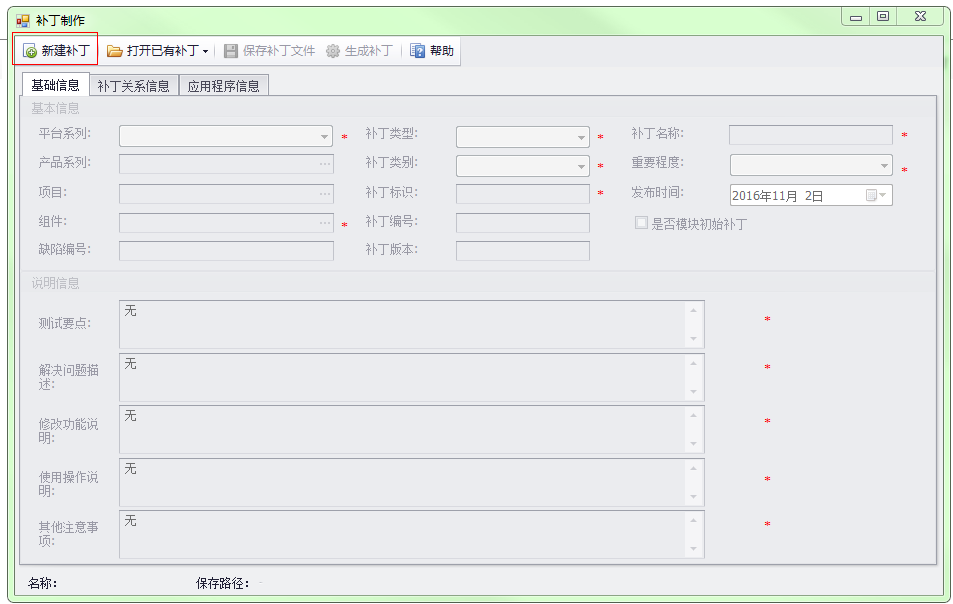 补丁制作
新建补丁 打开已有补丁 保存补丁文件 生成补丁 帮助
基础信息 补丁关系信息 应用程序信息
基本信息
平台系列: * 补丁类型: * 补丁名称: *
产品系列: ... 补丁类别: * 重要程度: *
项目: ... 补丁标识: * 发布时间: 2016年11月 2日
组件: ... * 补丁编号: 是否模块初始补丁
缺陷编号: 补丁版本:
说明信息
测试要点: 无 *
解决问题描
述: 无 *
修改功能说
明: 无 *
使用操作说
明: 无 *
其他注意事
项: 无 *
名称: 保存路径: -